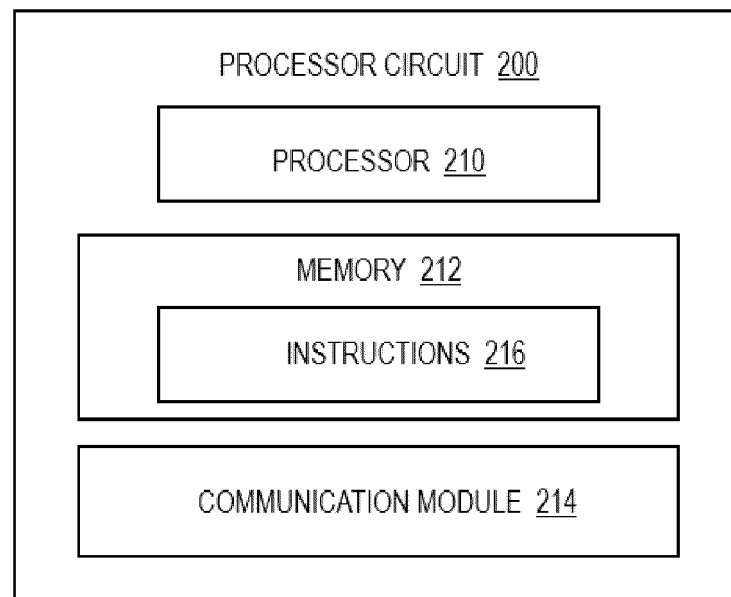 PROCESSOR CIRCUIT 200
PROCESSOR 210
MEMORY 212
INSTRUCTIONS 216
COMMUNICATION MODULE 214